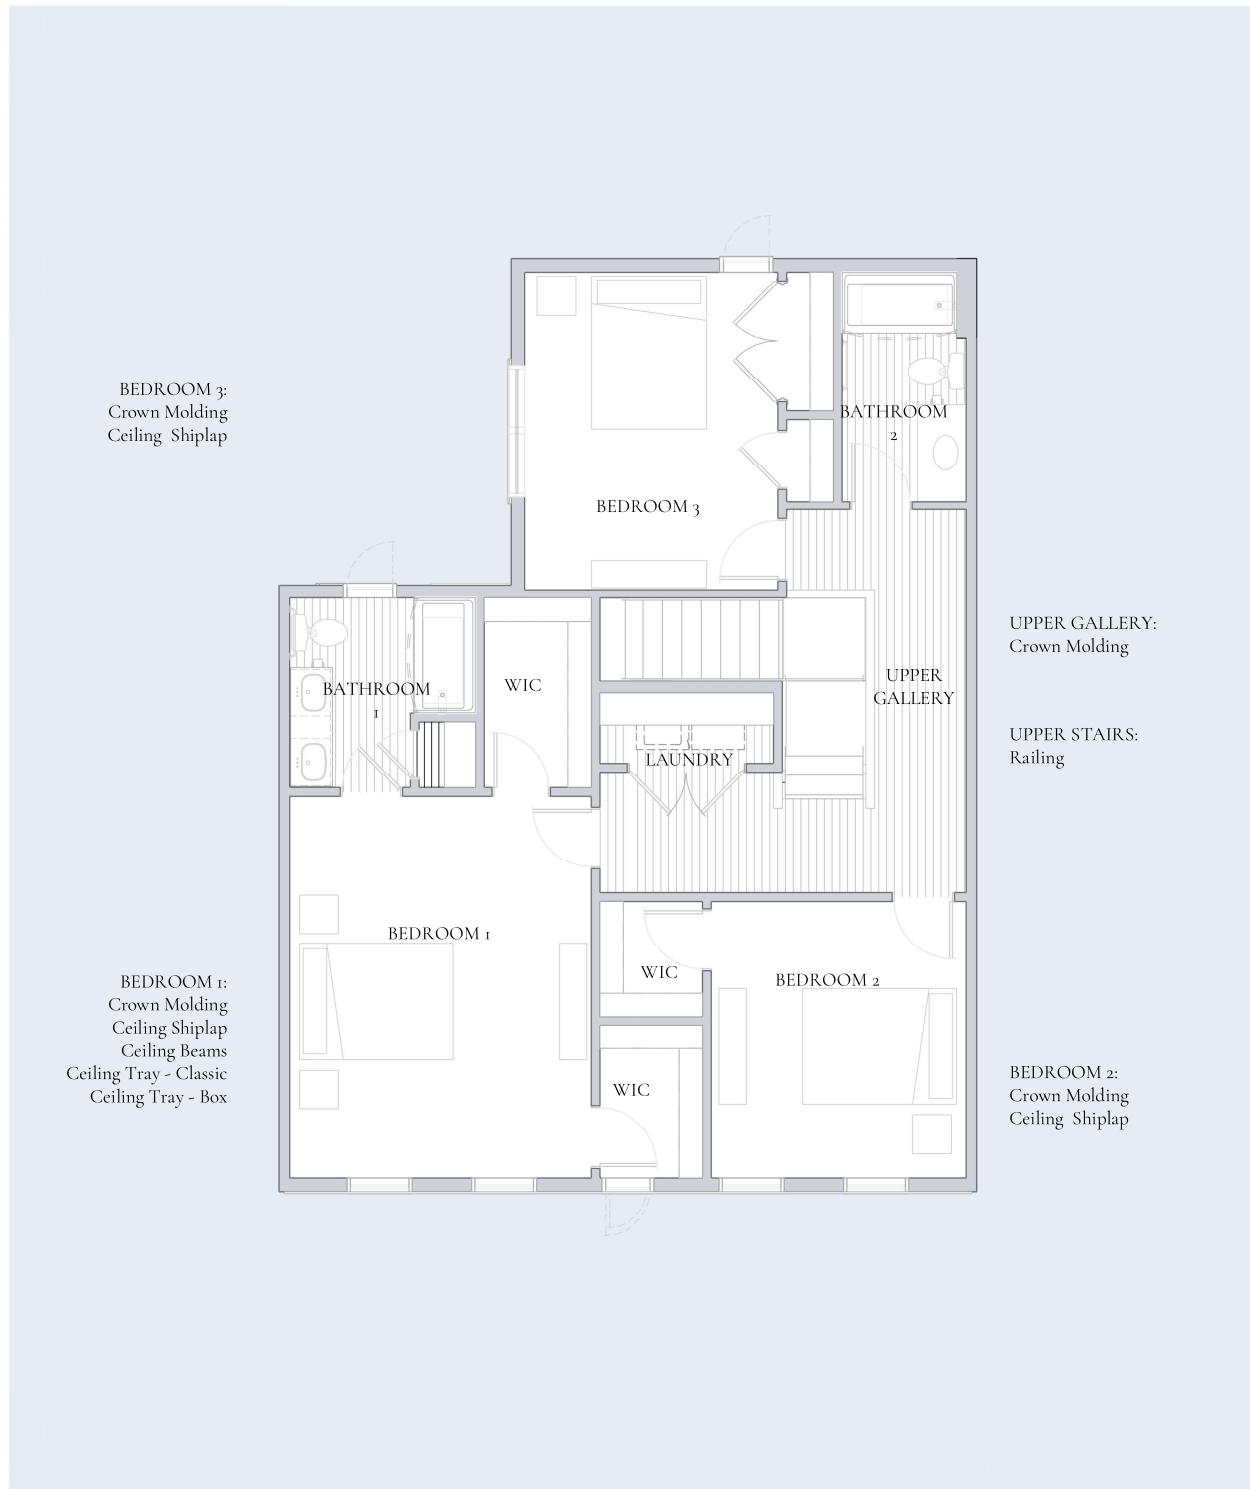 BEDROOM 3:
Crown Molding
Ceiling Shiplap
BATHROOM
2
BEDROOM 3
UPPER GALLERY:
Crown Molding
UPPER STAIRS:
Railing
UPPER
GALLERY
WIC
BATHROOM
1
LAUNDRY
BEDROOM 1
WIC
BEDROOM 2
WIC
BEDROOM 1:
Crown Molding
Ceiling Shiplap
Ceiling Beams
Ceiling Tray - Classic
Ceiling Tray - Box
BEDROOM 2:
Crown Molding
Ceiling Shiplap